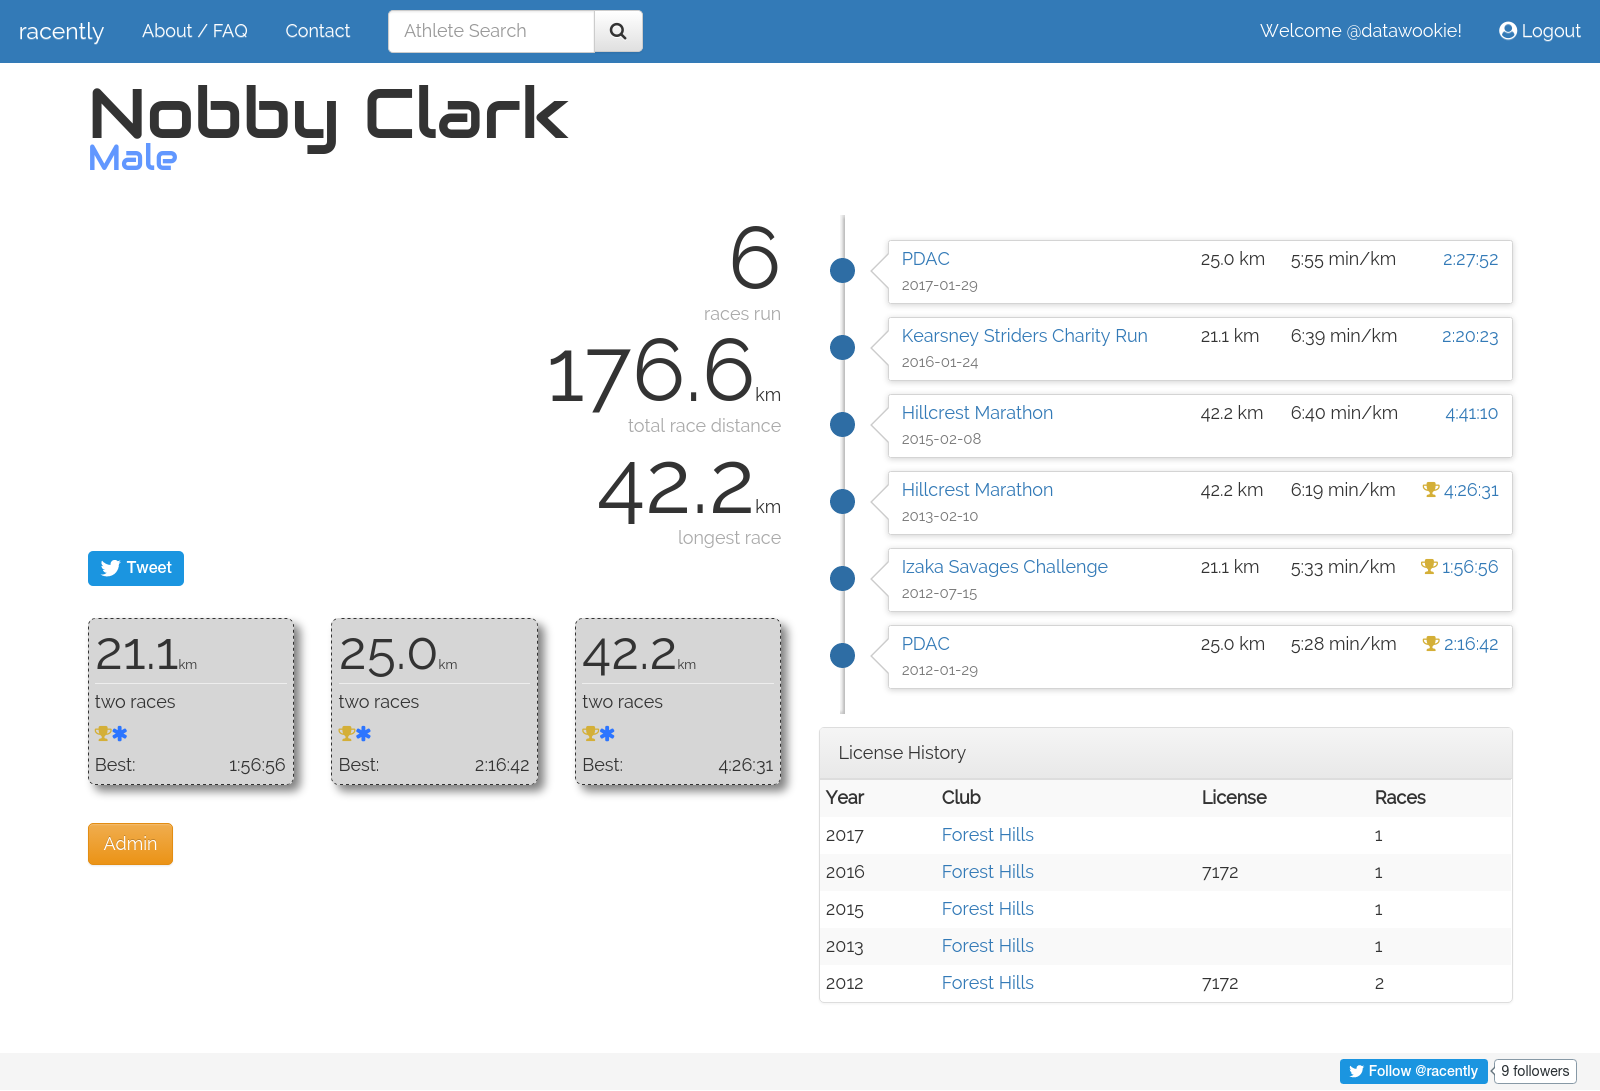 racently About / FAQ Contact Athlete Search Welcome @datawookie! Logout
Nobby Clark
Male
6
races run
176.6km
total race distance
42.2km
longest race
Tweet
21.1km
two races
Best: 1:56:56
25.0km
two races
Best: 2:16:42
42.2km
two races
Best: 4:26:31
Admin
PDAC 25.0 km 5:55 min/km 2:27:52
2017-01-29
Kearsney Striders Charity Run 21.1 km 6:39 min/km 2:20:23
2016-01-24
Hillcrest Marathon 42.2 km 6:40 min/km 4:41:10
2015-02-08
Hillcrest Marathon 42.2 km 6:19 min/km 4:26:31
2013-02-10
Izaka Savages Challenge 21.1 km 5:33 min/km 1:56:56
2012-07-15
PDAC 25.0 km 5:28 min/km 2:16:42
2012-01-29
License History
Year Club License Races
2017 Forest Hills 1
2016 Forest Hills 7172 1
2015 Forest Hills 1
2013 Forest Hills 1
2012 Forest Hills 7172 2
Follow @racently 9 followers